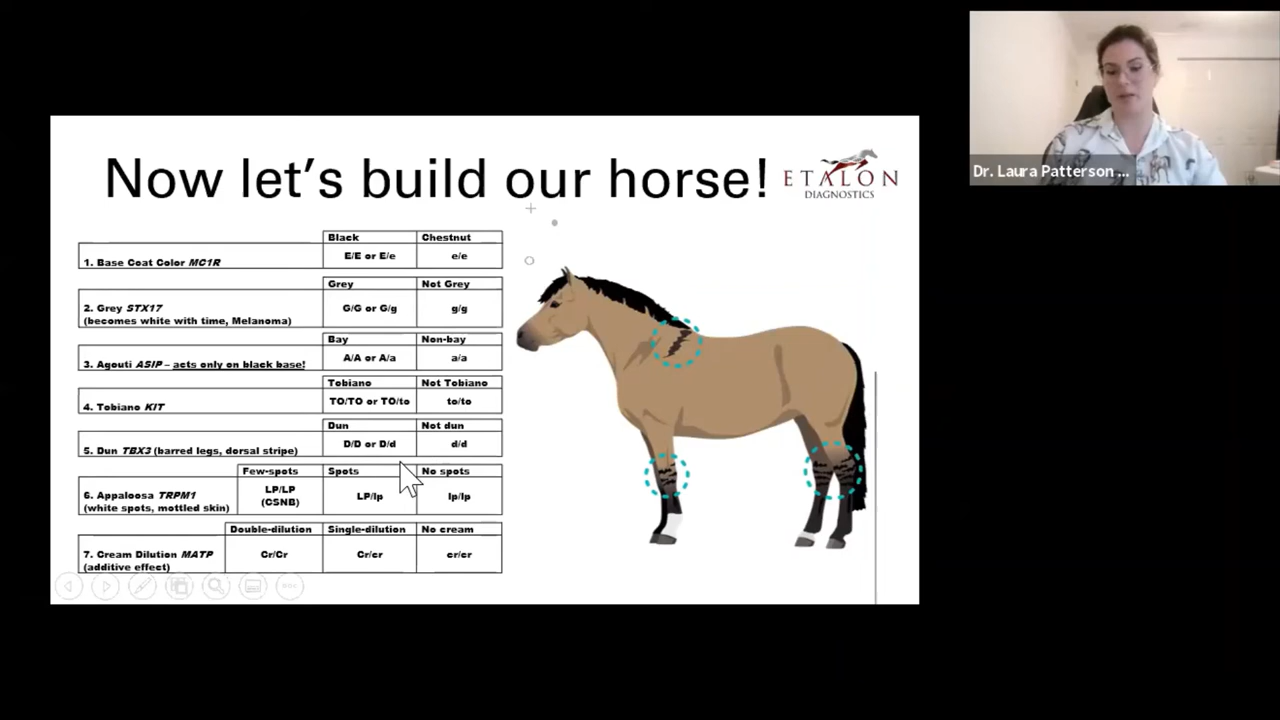 Now let's build our horse!
ETALON
DIAGNOSTICS
Dr. Laura Patterson ...
Black
Chestnut
1. Base Coat Color MC1R
E/E or E/e
e/e
Grey
Not Grey
2. Grey STX17
(becomes white with time, Melanoma)
G/G or G/g
g/g
Bay
Non-bay
3. Agouti ASIP – acts only on black base!
A/A or A/a
a/a
Tobiano
Not Tobiano
4. Tobiano KIT
TO/TO or TO/to
to/to
Dun
Not dun
5. Dun TBX3 (barred legs, dorsal stripe)
D/D or D/d
d/d
Few-spots
Spots
No spots
6. Appaloosa TRPM1
(white spots, mottled skin)
LP/LP
(CSNB)
LP/lp
lp/lp
Double-dilution
Single-dilution
No cream
7. Cream Dilution MATP
(additive effect)
Cr/Cr
Cr/cr
cr/cr